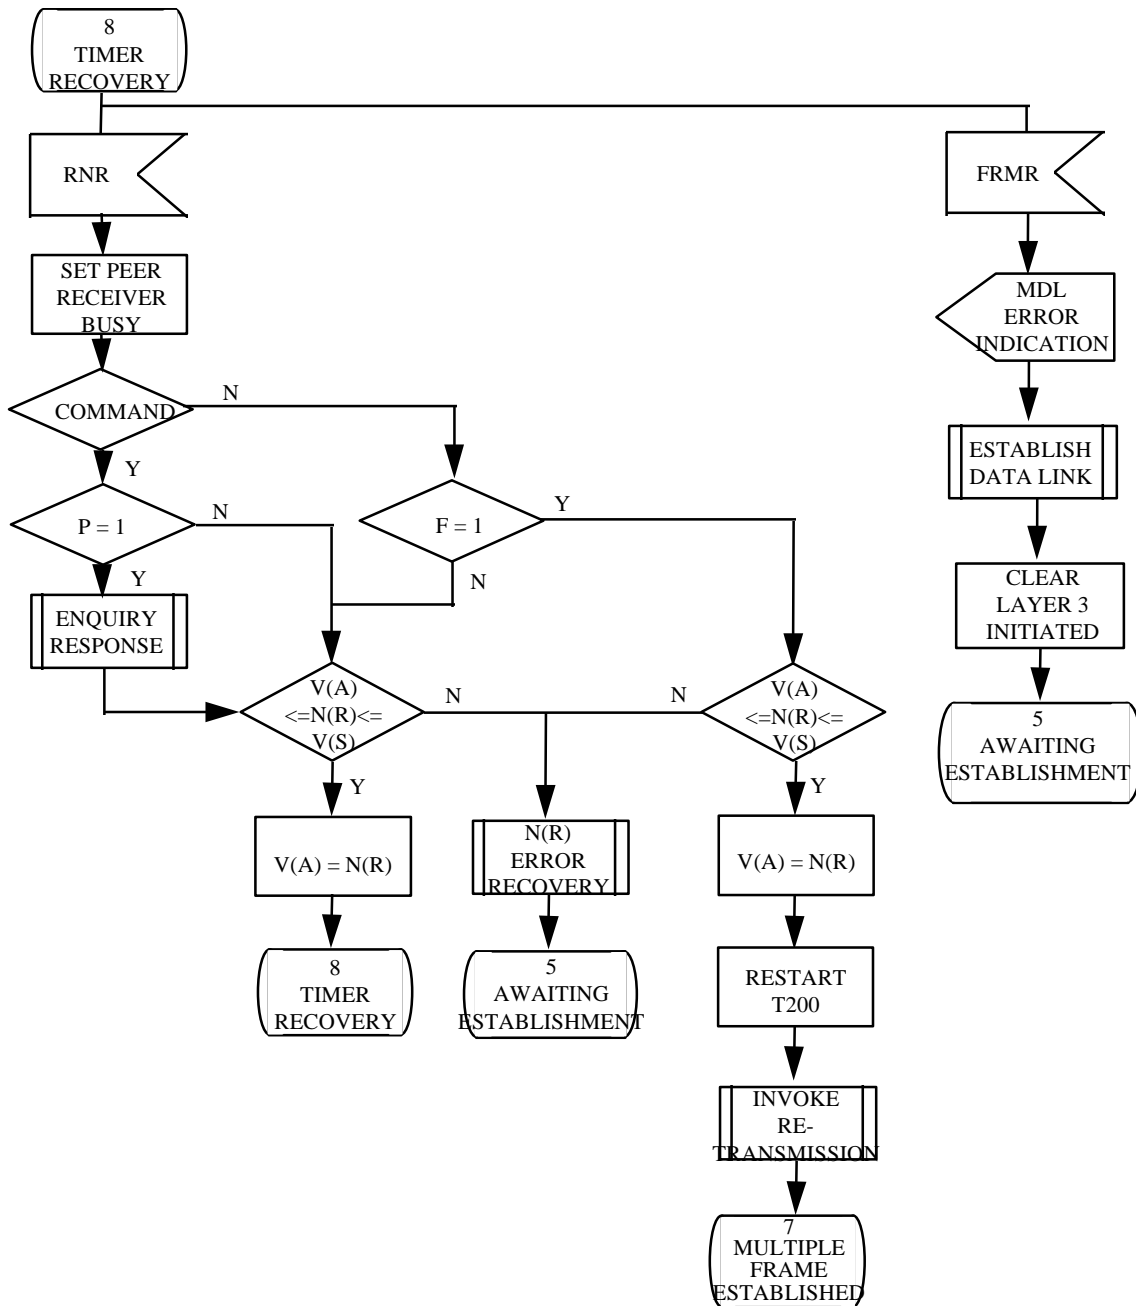 8
TIMER
RECOVERY
RNR
FRMR
SET PEER
RECEIVER
BUSY
MDL
ERROR
INDICATION
COMMAND
N
Y
ESTABLISH
DATA LINK
P = 1
N
F = 1
Y
Y
N
ENQUIRY
RESPONSE
CLEAR
LAYER 3
INITIATED
V(A)
<=N(R)<=
V(S)
N
N
V(A)
<=N(R)<=
V(S)
5
AWAITING
ESTABLISHMENT
Y
Y
V(A) = N(R)
N(R)
ERROR
RECOVERY
V(A) = N(R)
8
TIMER
RECOVERY
5
AWAITING
ESTABLISHMENT
RESTART
T200
INVOKE
RE-
TRANSMISSION
7
MULTIPLE
FRAME
ESTABLISHED